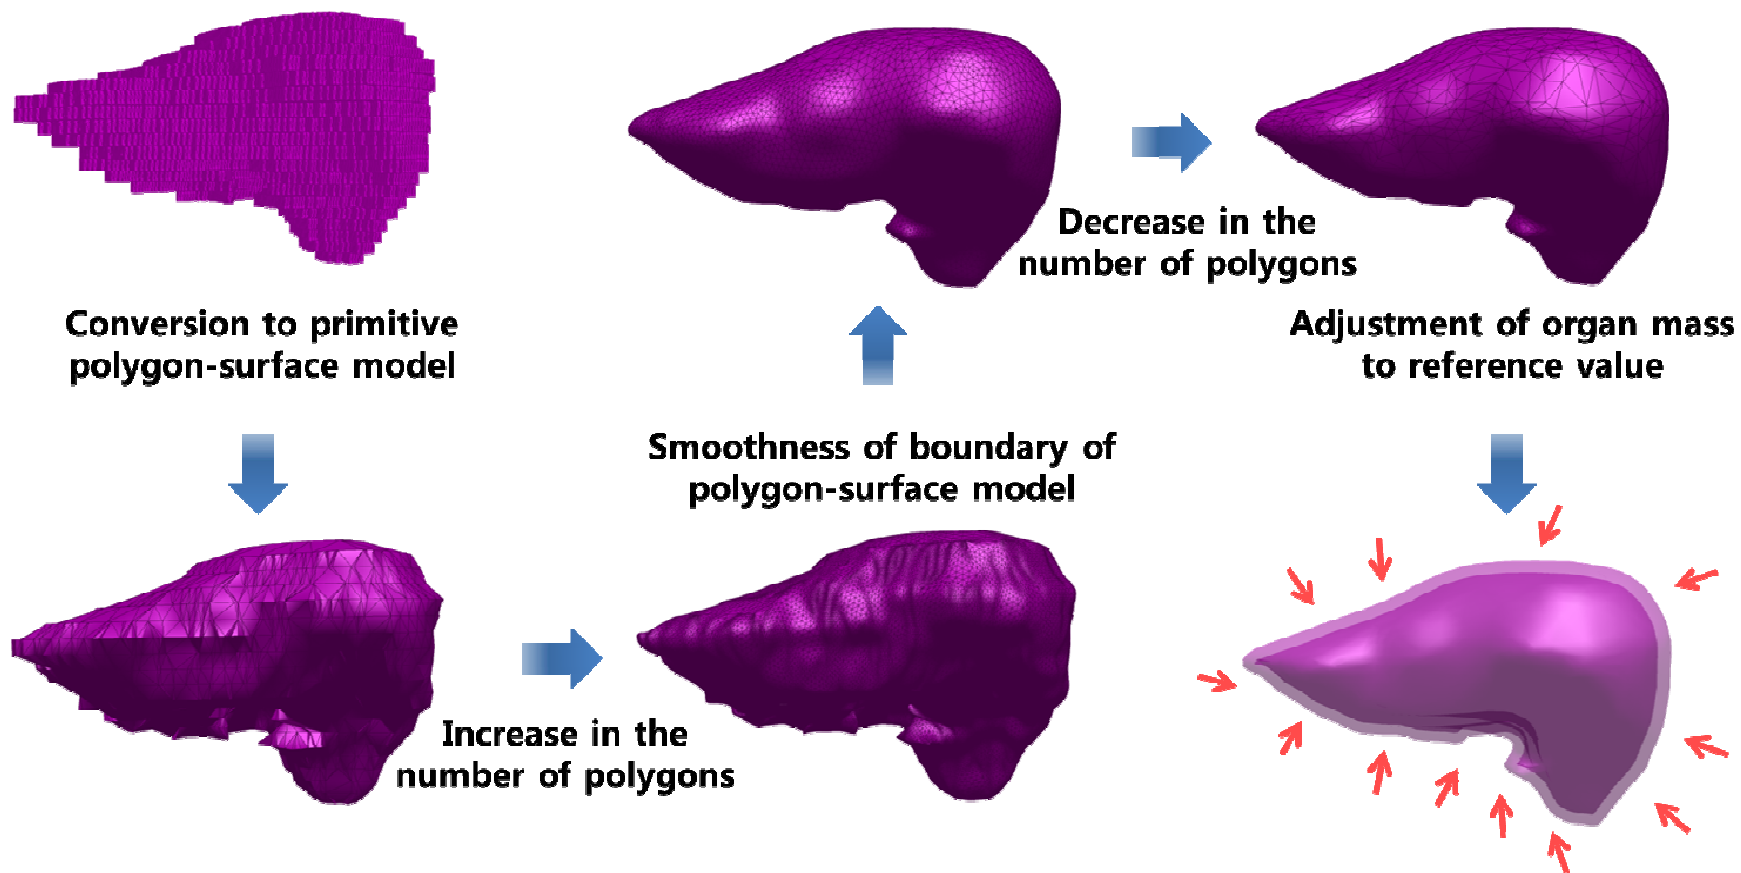 Conversion to primitive
polygon-surface model
Increase in the
number of polygons
Smoothness of boundary of
polygon-surface model
Decrease in the
number of polygons
Adjustment of organ mass
to reference value